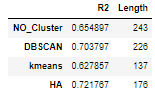 R2 Length
NO_Cluster 0.654897 243
DBSCAN 0.703797 226
kmeans 0.627857 137
HA 0.721767 176